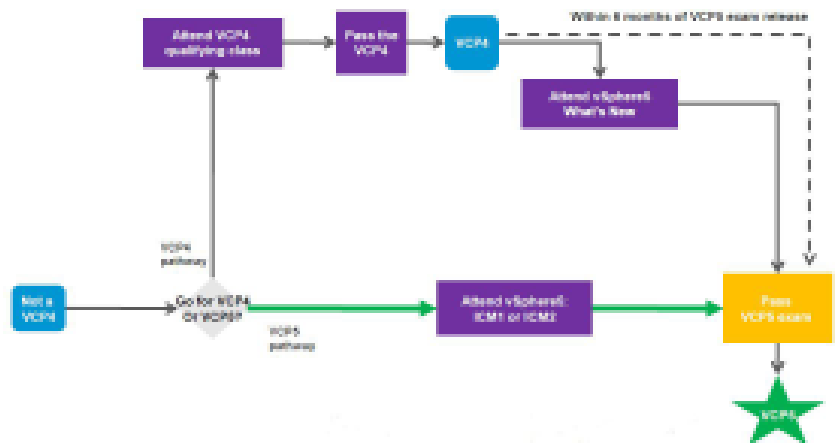 Within 6 months of VCP5 exam release
Attend VCP4
qualifying class
Pass the
VCP4
VCP4
Attend vSphere5
What's New
VCP4
pathway
Not a
VCP4
Go for VCP4
Or VCP5?
VCP5
pathway
Attend vSphere5:
ICM1 or ICM2
Pass
VCP5 exam
VCP5